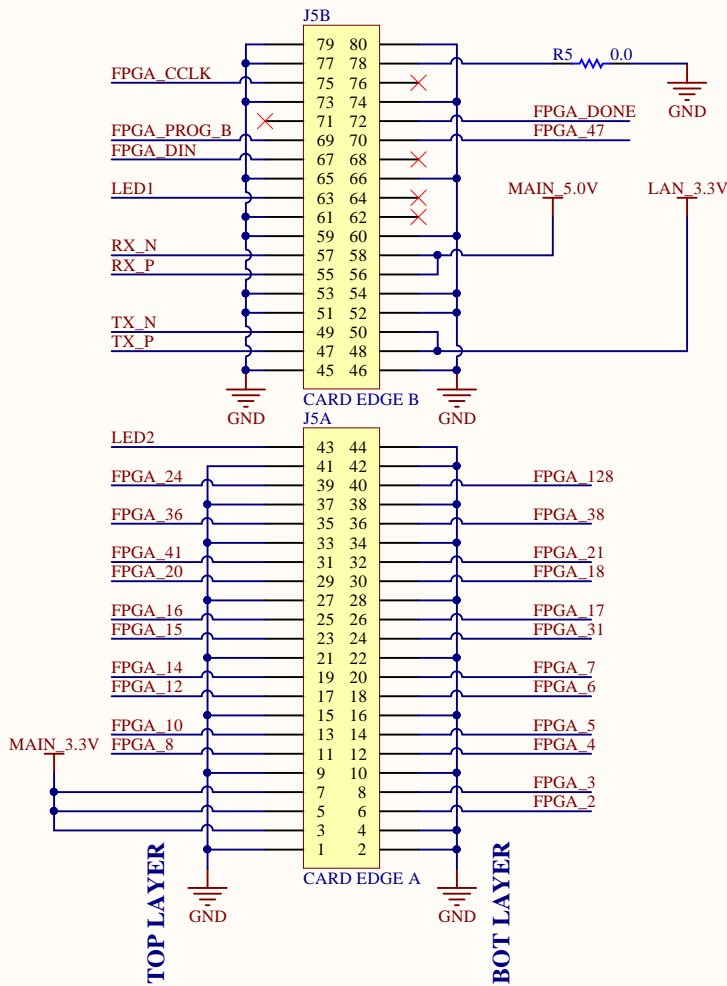 J5B
79 80
77 78 R5 0.0
FPGA_CCLK 75 76
73 74 GND
71 72 FPGA_DONE
FPGA_PROG_B 69 70 FPGA_47
FPGA_DIN 67 68
65 66
LED1 63 64 MAIN_5.0V LAN_3.3V
61 62
59 60
RX_N 57 58
RX_P 55 56
53 54
51 52
TX_N 49 50
TX_P 47 48
45 46
GND CARD EDGE B GND
J5A
LED2 43 44
41 42
FPGA_24 39 40 FPGA_128
37 38
FPGA_36 35 36 FPGA_38
33 34
FPGA_41 31 32 FPGA_21
FPGA_20 29 30 FPGA_18
27 28
FPGA_16 25 26 FPGA_17
FPGA_15 23 24 FPGA_31
21 22
FPGA_14 19 20 FPGA_7
FPGA_12 17 18 FPGA_6
15 16
FPGA_10 13 14 FPGA_5
MAIN_3.3V FPGA_8 11 12 FPGA_4
9 10
7 8 FPGA_3
5 6 FPGA_2
3 4
1 2
CARD EDGE A
GND GND
TOP LAYER
BOT LAYER